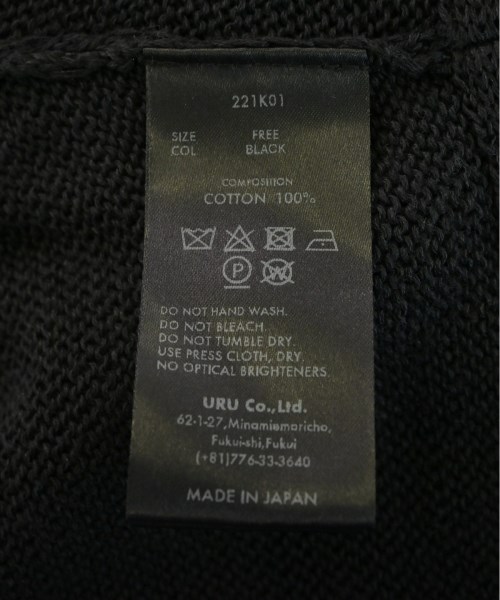 221K01
SIZE FREE
COL BLACK
COMPOSITION
COTTON 100%
P W
DO NOT HAND WASH.
DO NOT BLEACH.
DO NOT TUMBLE DRY.
USE PRESS CLOTH, DRY.
NO OPTICAL BRIGHTENERS.
URU Co.,Ltd.
62-1-27,Minamiemoricho,
Fukui-shi,Fukui
(+81)776-33-3640
MADE IN JAPAN